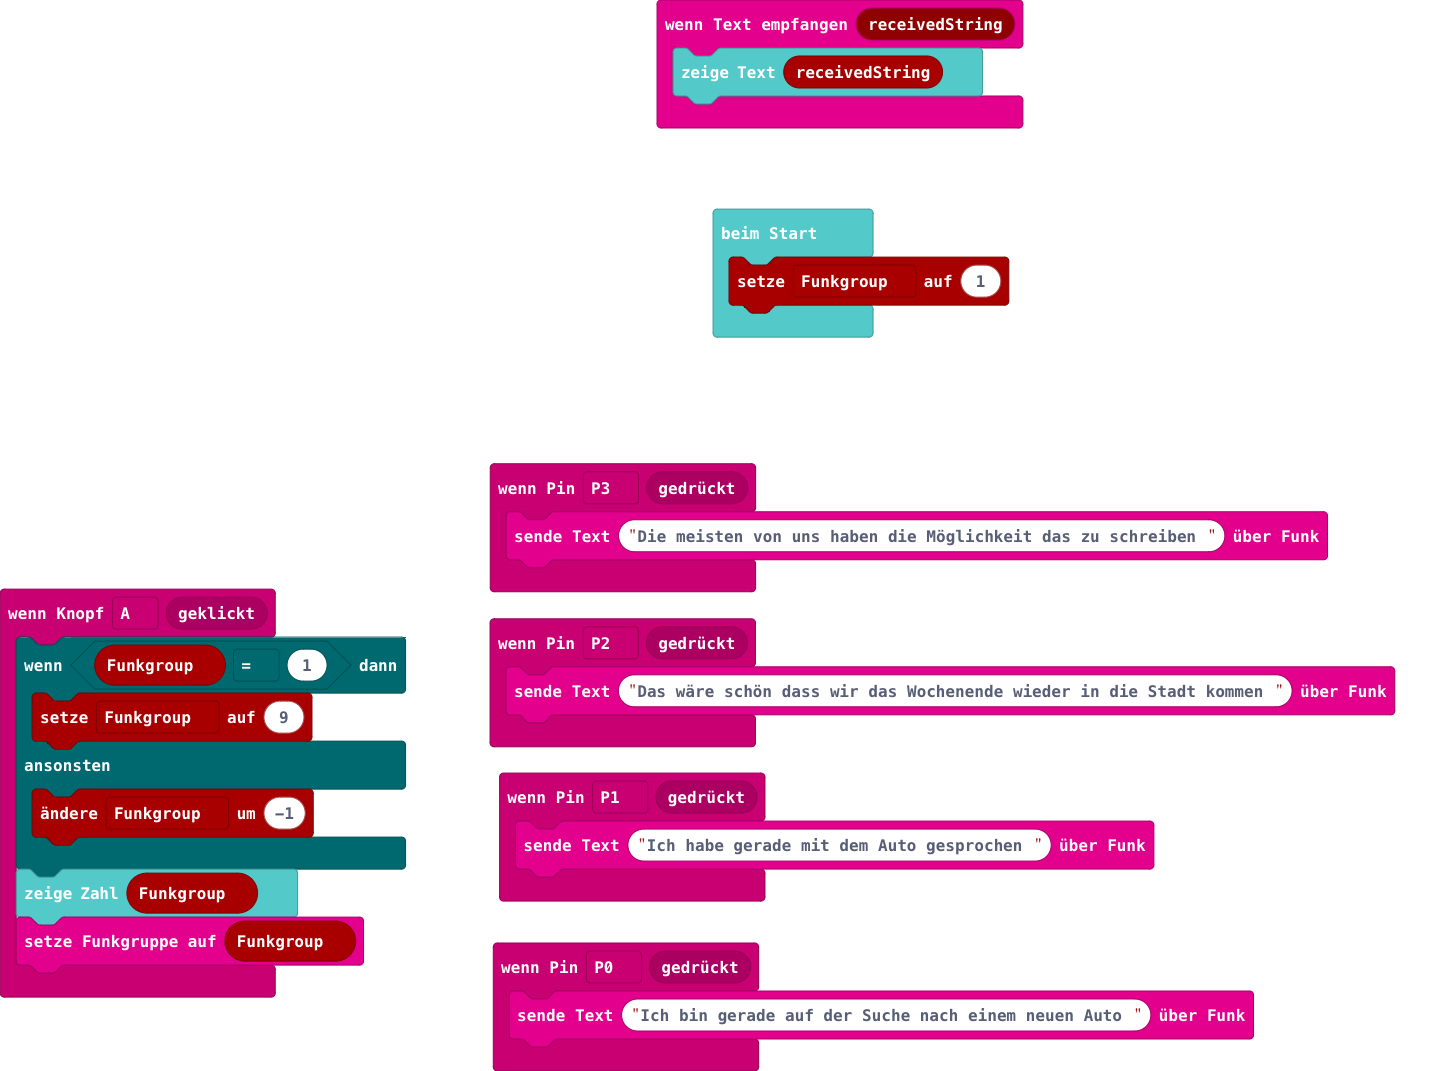 wenn Text empfangen receivedString
zeige Text receivedString
beim Start
setze Funkgroup auf 1
wenn Pin P3 gedrückt
sende Text "Die meisten von uns haben die Möglichkeit das zu schreiben " über Funk
wenn Knopf A geklickt
wenn Funkgroup = 1 dann
setze Funkgroup auf 9
ansonsten
ändere Funkgroup um −1
zeige Zahl Funkgroup
setze Funkgruppe auf Funkgroup
wenn Pin P2 gedrückt
sende Text "Das wäre schön dass wir das Wochenende wieder in die Stadt kommen " über Funk
wenn Pin P1 gedrückt
sende Text "Ich habe gerade mit dem Auto gesprochen " über Funk
wenn Pin P0 gedrückt
sende Text "Ich bin gerade auf der Suche nach einem neuen Auto " über Funk